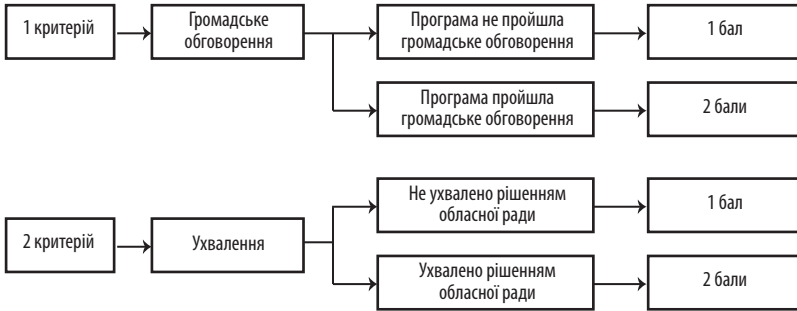 1 критерій
Громадське
обговорення
Програма не пройшла
громадське обговорення
1 бал
Програма пройшла
громадське обговорення
2 бали
2 критерій
Ухвалення
Не ухвалено рішенням
обласної ради
1 бал
Ухвалено рішенням
обласної ради
2 бали